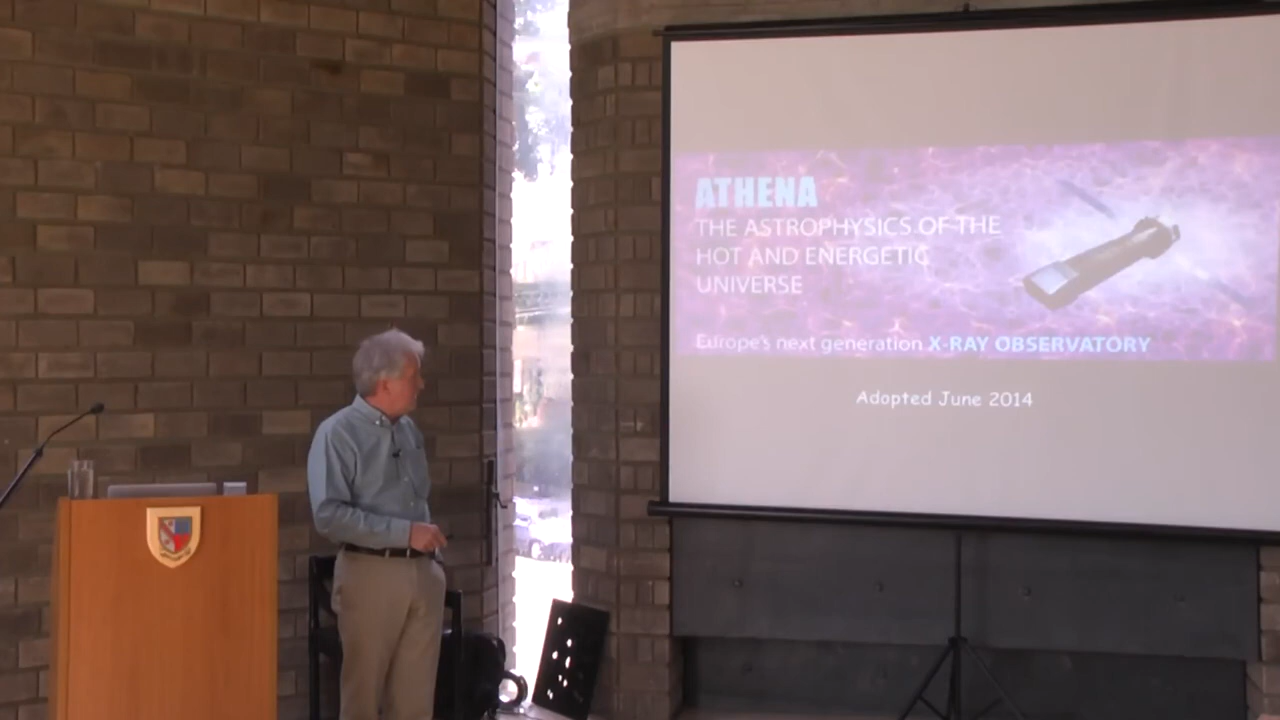 ATHENA
THE ASTROPHYSICS OF THE
HOT AND ENERGETIC
UNIVERSE
Europe's next generation X-RAY OBSERVATORY
Adopted June 2014